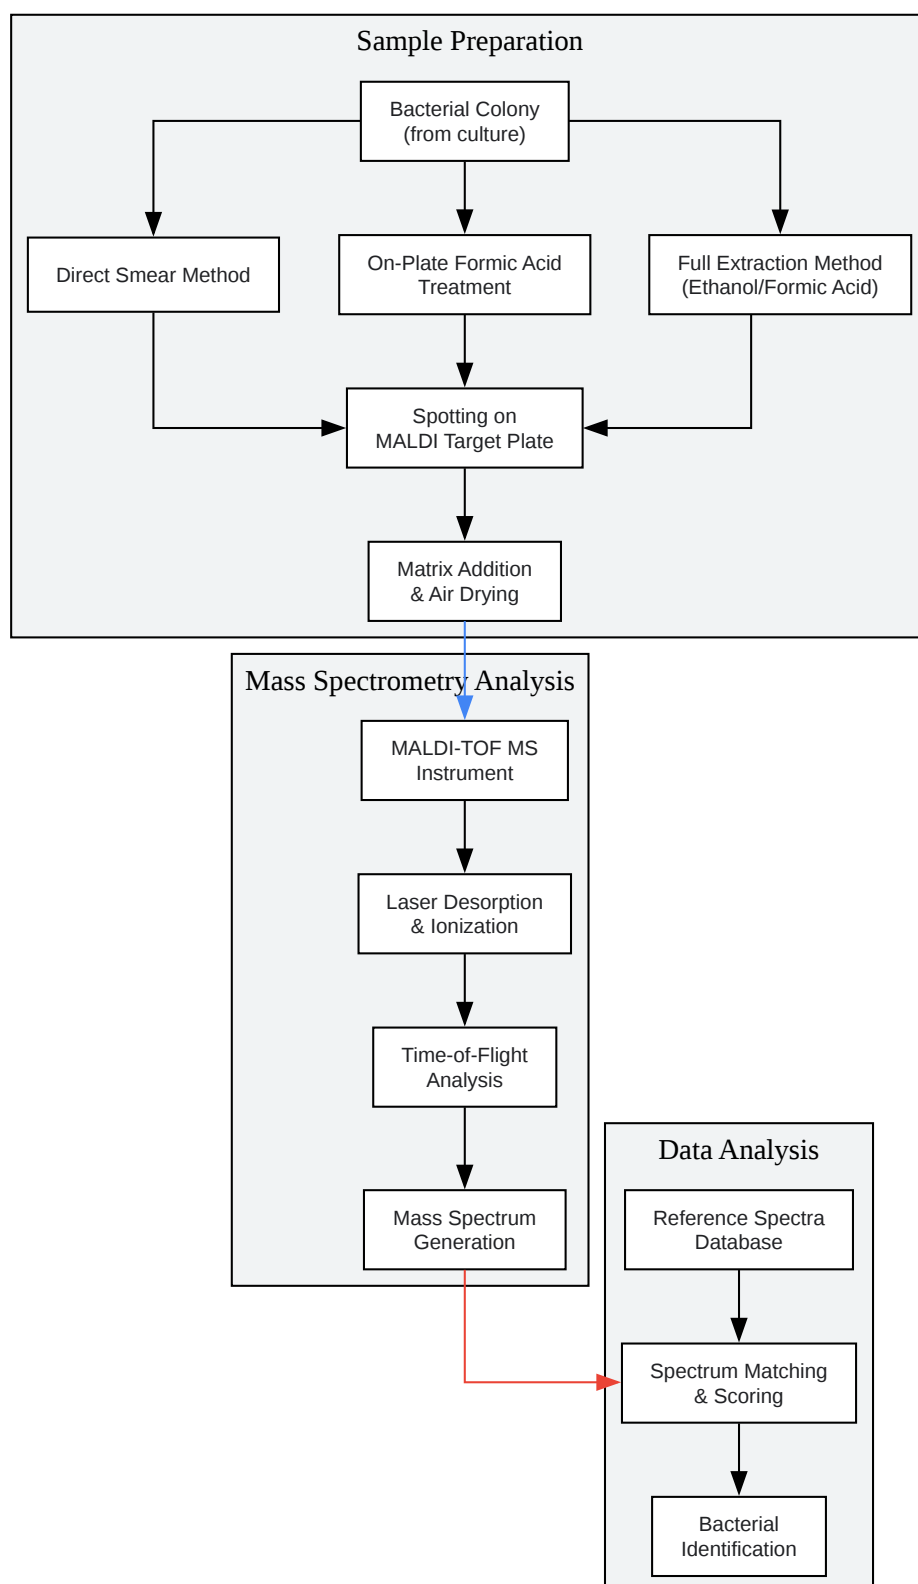 Sample Preparation
Bacterial Colony
(from culture)
Direct Smear Method
On-Plate Formic Acid
Treatment
Full Extraction Method
(Ethanol/Formic Acid)
Spotting on
MALDI Target Plate
Matrix Addition
& Air Drying
Mass Spectrometry Analysis
MALDI-TOF MS
Instrument
Laser Desorption
& Ionization
Time-of-Flight
Analysis
Mass Spectrum
Generation
Data Analysis
Reference Spectra
Database
Spectrum Matching
& Scoring
Bacterial
Identification